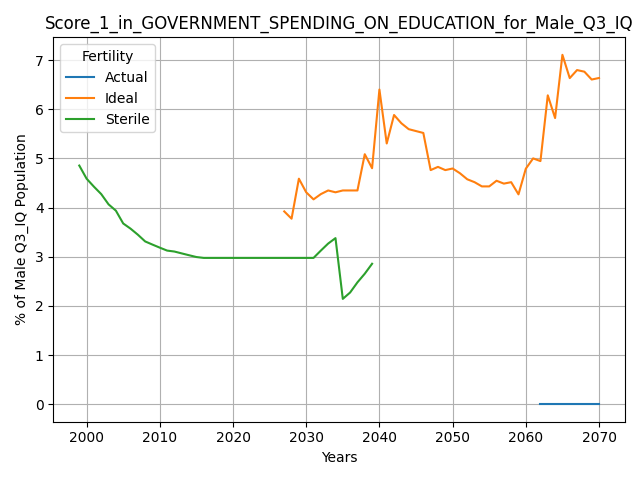 Score_1_in_GOVERNMENT_SPENDING_ON_EDUCATION_for_Male_Q3_IQ
Fertility
Actual
Ideal
Sterile
% of Male Q3_IQ Population
7
6
5
4
3
2
1
0
2000 2010 2020 2030 2040 2050 2060 2070
Years